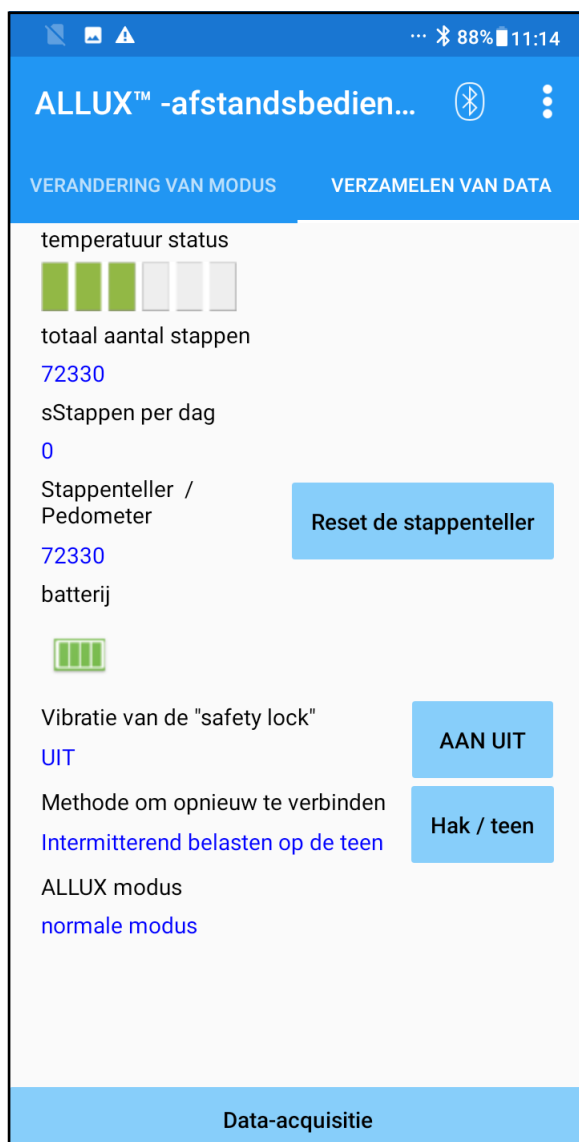 88% 11:14
ALLUX™ -afstandsbedien...
VERANDERING VAN MODUS VERZAMELEN VAN DATA
temperatuur status
totaal aantal stappen
72330
sStappen per dag
0
Stappenteller /
Pedometer
Reset de stappenteller
72330
batterij
Vibratie van de "safety lock"
UIT
AAN UIT
Methode om opnieuw te verbinden
Intermitterend belasten op de teen
Hak / teen
ALLUX modus
normale modus
Data-acquisitie